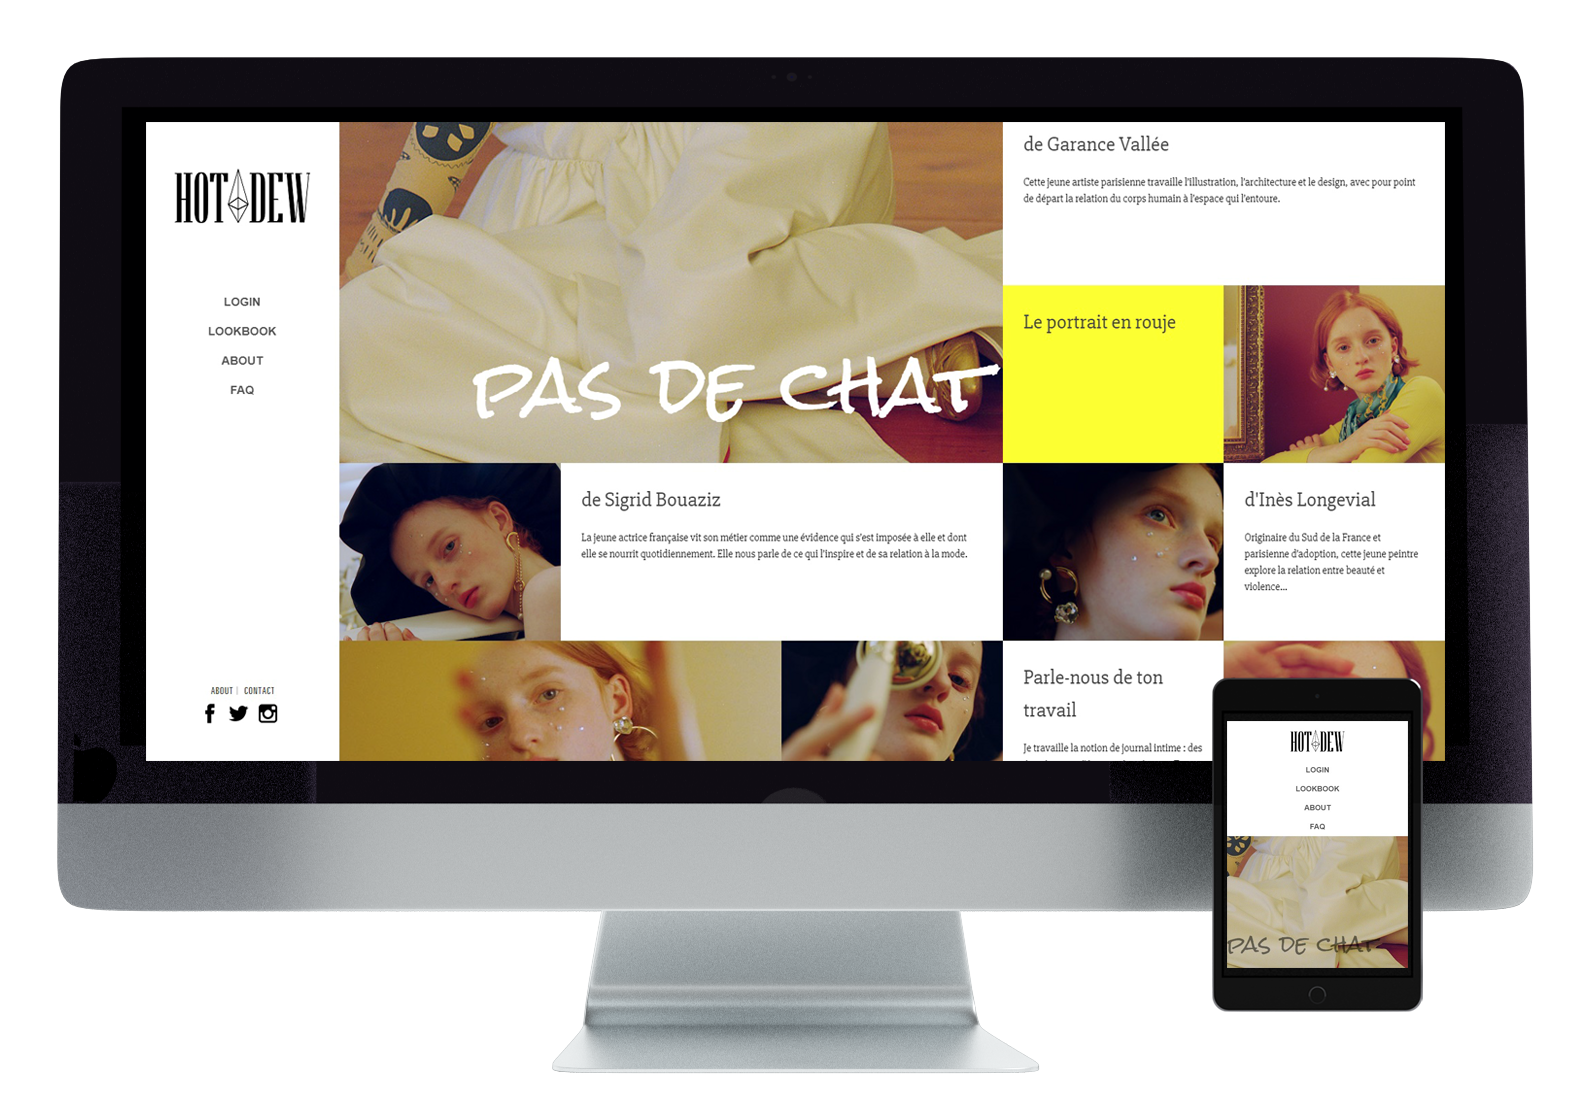 HOT DEW
LOGIN
LOOKBOOK
ABOUT
FAQ
ABOUT | CONTACT
PAS DE CHAT
de Garance Vallée
Cette jeune artiste parisienne travaille l'illustration, l'architecture et le design, avec pour point
de départ la relation du corps humain à l'espace qui l'entoure.
Le portrait en rouje
de Sigrid Bouaziz
La jeune actrice française vit son métier comme une évidence qui s'est imposée à elle et dont
elle se nourrit quotidiennement. Elle nous parle de ce qui l'inspire et de sa relation à la mode.
d'Inès Longevial
Originaire du Sud de la France et
parisienne d'adoption, cette jeune peintre
explore la relation entre beauté et
violence...
Parle-nous de ton
travail
Je travaille la notion de journal intime : des
HOT DEW
LOGIN
LOOKBOOK
ABOUT
FAQ
PAS DE CHAT